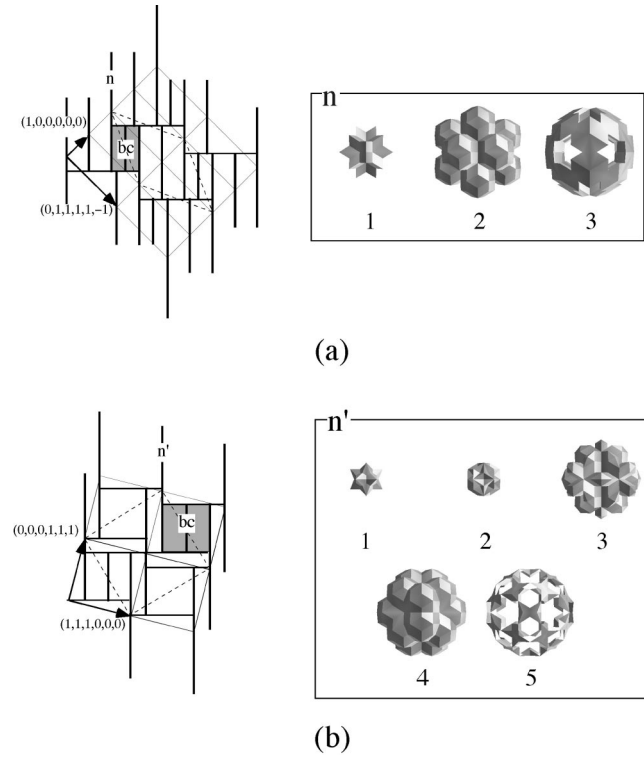 n
(1,0,0,0,0,0)
bc
(0,1,1,1,1,-1)
n
1 2 3
(a)
n'
bc
(0,0,0,1,1,1)
(1,1,1,0,0,0)
n'
1 2 3
4 5
(b)